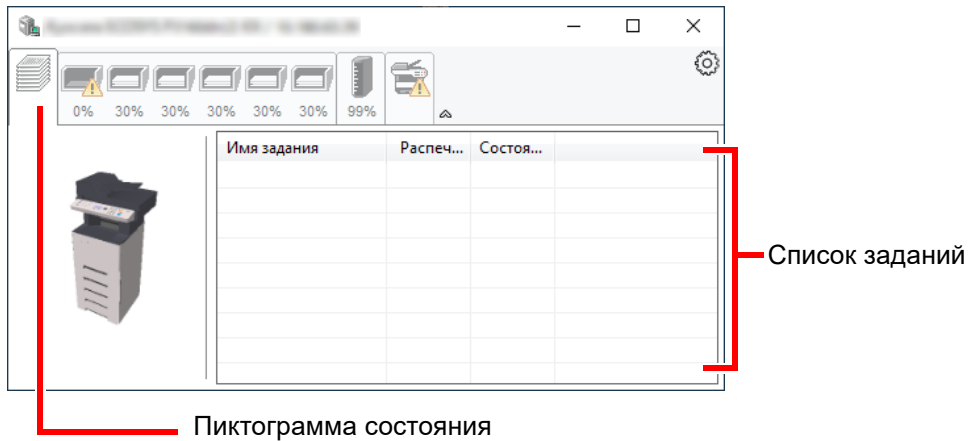 0% 30% 30% 30% 30% 30% 99%
Имя задания Распеч... Состоя...
Список заданий
Пиктограмма состояния